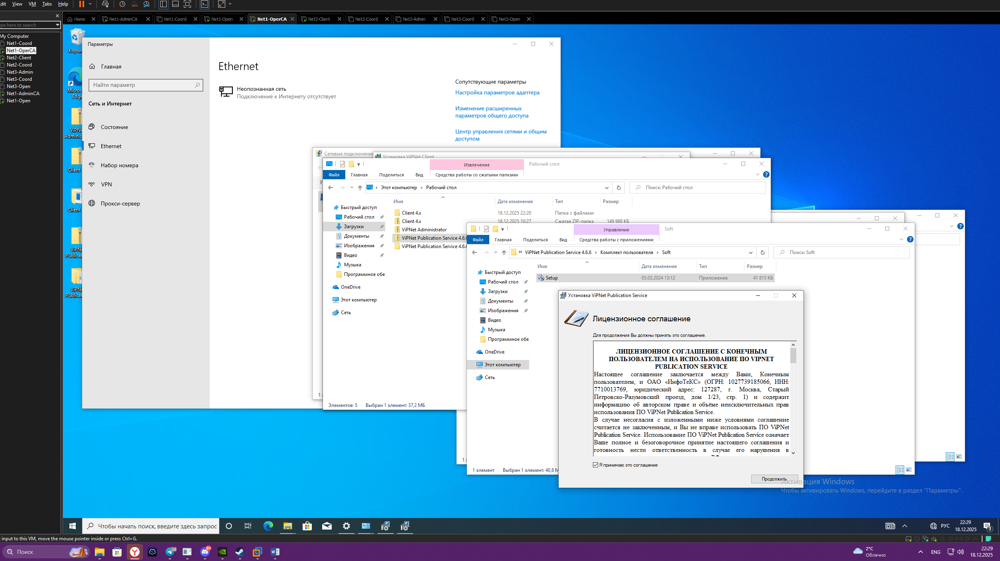 dit View VM Tabs Help
Home Net1-AdminCA Net1-Coord Net1-Open Net1-OperCA Net2-Client Net2-Coord Net3-Admin Net3-Coord Net3-Open
ype here to search
My Computer
Net1-Coord
Net1-OperCA
Net2-Client
Net2-Coord
Net3-Admin
Net3-Coord
Net3-Open
Net1-AdminCA
Net1-Open
Корзи
Micros
Edge
ViPNe
Adminis
Client
Client
ViPNe
Publicat
ViPNe
Publicat
Параметры
Главная
Найти параметр
Сеть и Интернет
Состояние
Ethernet
Набор номера
VPN
Прокси-сервер
Ethernet
Неопознанная сеть
Подключение к Интернету отсутствует
Сопутствующие параметры
Настройка параметров адаптера
Изменение расширенных
параметров общего доступа
Центр управления сетями и общим
доступом
Сетевые подключения
Установка ViPNet Client
Извлечение Рабочий стол
Файл Главная Поделиться Вид Средства работы со сжатыми папками
Этот компьютер Рабочий стол
Поиск: Рабочий стол
Имя Дата изменения Тип Размер
Быстрый доступ
Рабочий стол
Загрузки
Документы
Изображения
Видео
Музыка
Программное обе
OneDrive
Этот компьютер
Сеть
Client 4.x 18.12.2025 22:20 Папка с файлами
Client 4.x 18.12.2025 10:27 Сжатая ZIP-папка 149 988 КБ
ViPNet Administrator
ViPNet Publication Service 4.6.6
ViPNet Publication Service 4.6.6
Элементов: 5 Выбран 1 элемент: 37,2 МБ
Управление Soft
Файл Главная Поделиться Вид Средства работы с приложениями
« ViPNet Publication Service 4.6.6 Комплект пользователя Soft
Поиск: Soft
Имя Дата изменения Тип Размер
Setup 05.03.2024 13:12 Приложение 41 815 КБ
Быстрый доступ
Рабочий стол
Загрузки
Документы
Изображения
Видео
Музыка
Программное обе
OneDrive
Этот компьютер
Сеть
1 элемент Выбран 1 элемент: 40,8 М
Установка ViPNet Publication Service
Лицензионное соглашение
Для продолжения Вы должны принять это соглашение.
ЛИЦЕНЗИОННОЕ СОГЛАШЕНИЕ С КОНЕЧНЫМ
ПОЛЬЗОВАТЕЛЕМ НА ИСПОЛЬЗОВАНИЕ ПО VIPNET
PUBLICATION SERVICE
Настоящее соглашение заключается между Вами, Конечным
пользователем, и ОАО «ИнфоТеКС» (ОГРН: 1027739185066, ИНН:
7710013769, юридический адрес: 127287, г. Москва, Старый
Петровско-Разумовский проезд, дом 1/23, стр. 1) и содержит
информацию об авторском праве и объёме неисключительных прав
использования ПО ViPNet Publication Service.
В случае несогласия с изложенными ниже условиями соглашение
считается не заключенным, и Вы не вправе использовать ПО ViPNet
Publication Service. Использование ПО ViPNet Publication Service означает
Ваше полное и безоговорочное принятие настоящего соглашения и
готовность нести ответственность в случае его нарушения в
Я принимаю это соглашение
Продолжить
Активация Windows
Чтобы активировать Windows, перейдите в раздел "Параметры".
Чтобы начать поиск, введите здесь запрос
РУС
22:29
18.12.2025
3
input to this VM, move the mouse pointer inside or press Ctrl+G.
Поиск
68
9+
2°C
Облачно
ENG
22:29
18.12.2025